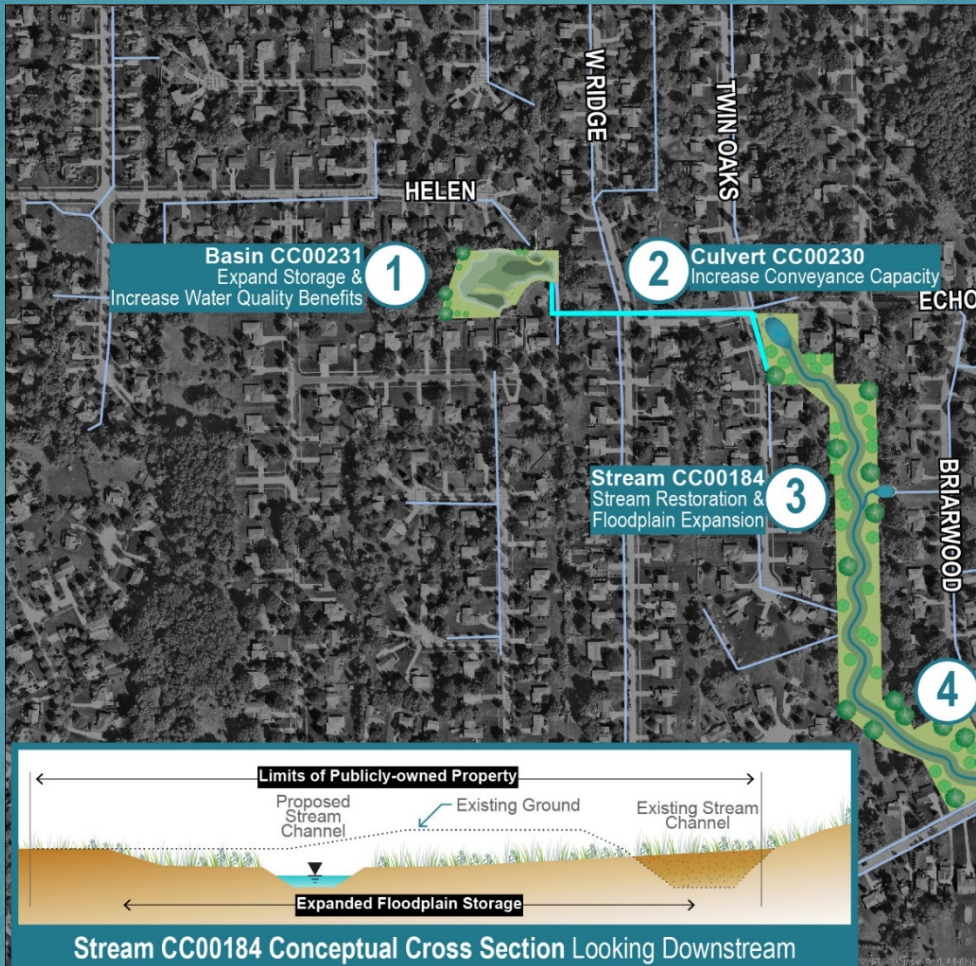 W RIDGE
TWIN OAKS
HELEN
Basin CC00231
Expand Storage &
Increase Water Quality Benefits
1
2
Culvert CC00230
Increase Conveyance Capacity
ECHO
Stream CC00184
Stream Restoration &
Floodplain Expansion
3
BRIARWOOD
4
Limits of Publicly-owned Property
Proposed
Stream
Channel
Existing Ground
Existing Stream
Channel
Expanded Floodplain Storage
Stream CC00184 Conceptual Cross Section Looking Downstream